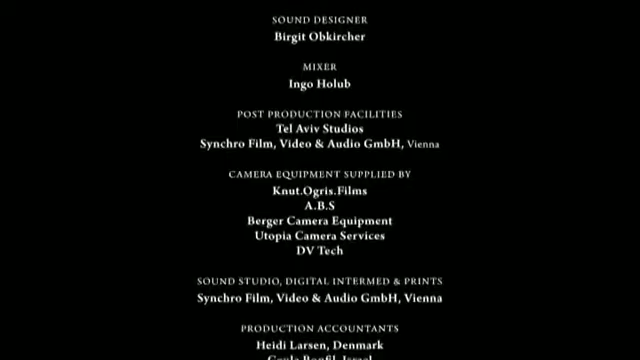 SOUND DESIGNER
Birgit Obkircher
MIXER
Ingo Holub
POST PRODUCTION FACILITIES
Tel Aviv Studios
Synchro Film, Video & Audio GmbH, Vienna
CAMERA EQUIPMENT SUPPLIED BY
Knut.Ogris.Films
A.B.S
Berger Camera Equipment
Utopia Camera Services
DV Tech
SOUND STUDIO, DIGITAL INTERMED & PRINTS
Synchro Film, Video & Audio GmbH, Vienna
PRODUCTION ACCOUNTANTS
Heidi Larsen, Denmark
Israel